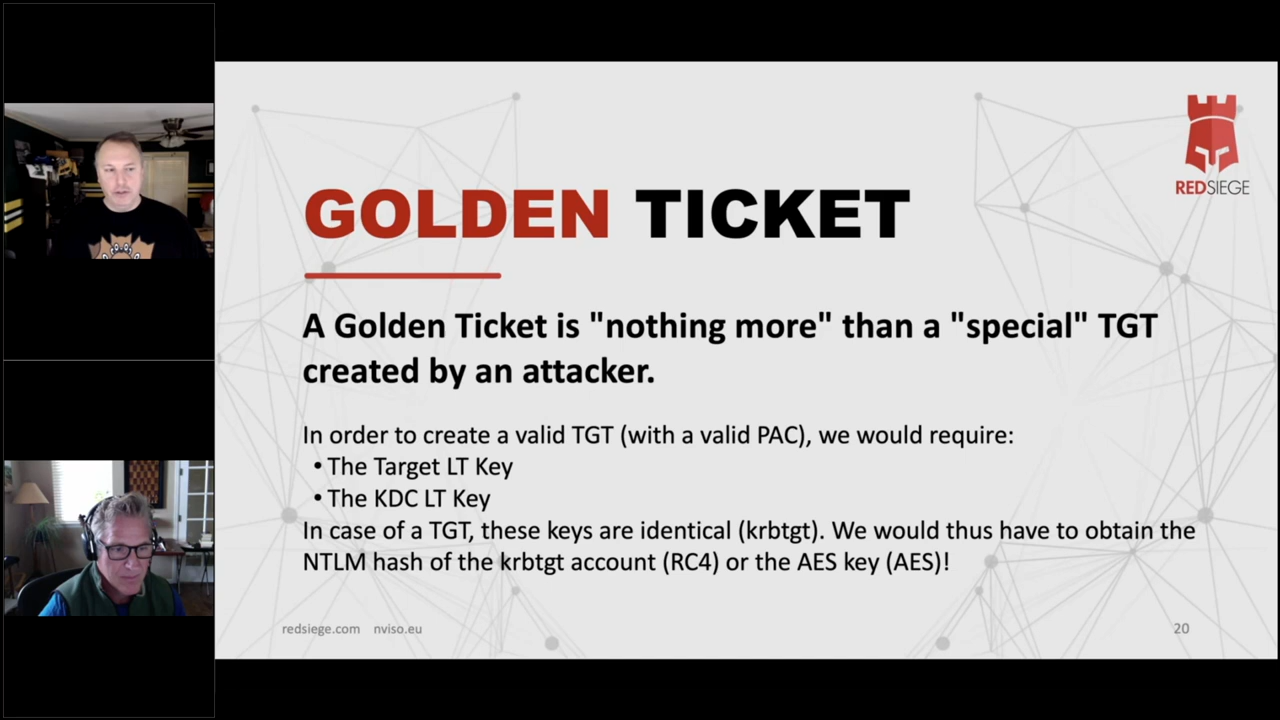 REDSIEGE
GOLDEN TICKET
A Golden Ticket is "nothing more" than a "special" TGT
created by an attacker.
In order to create a valid TGT (with a valid PAC), we would require:
• The Target LT Key
• The KDC LT Key
In case of a TGT, these keys are identical (krbtgt). We would thus have to obtain the
NTLM hash of the krbtgt account (RC4) or the AES key (AES)!
redsiege.com nviso.eu
20